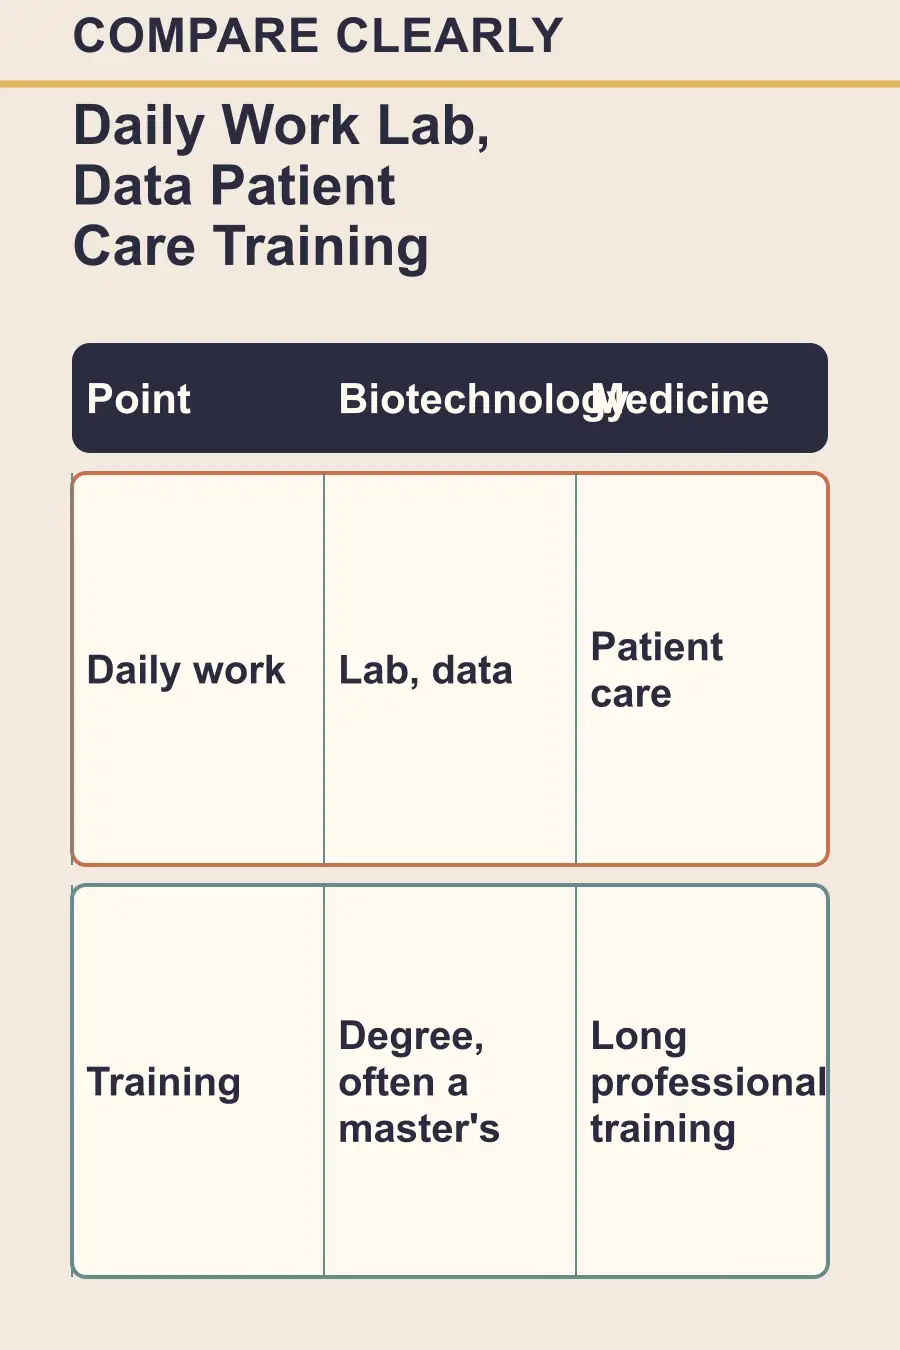 COMPARE CLEARLY
Daily Work Lab,
Data Patient
Care Training
Point Biotechnology Medicine
Daily work Lab, data Patient
care
Training Degree,
often a
master's
Long
professional
training